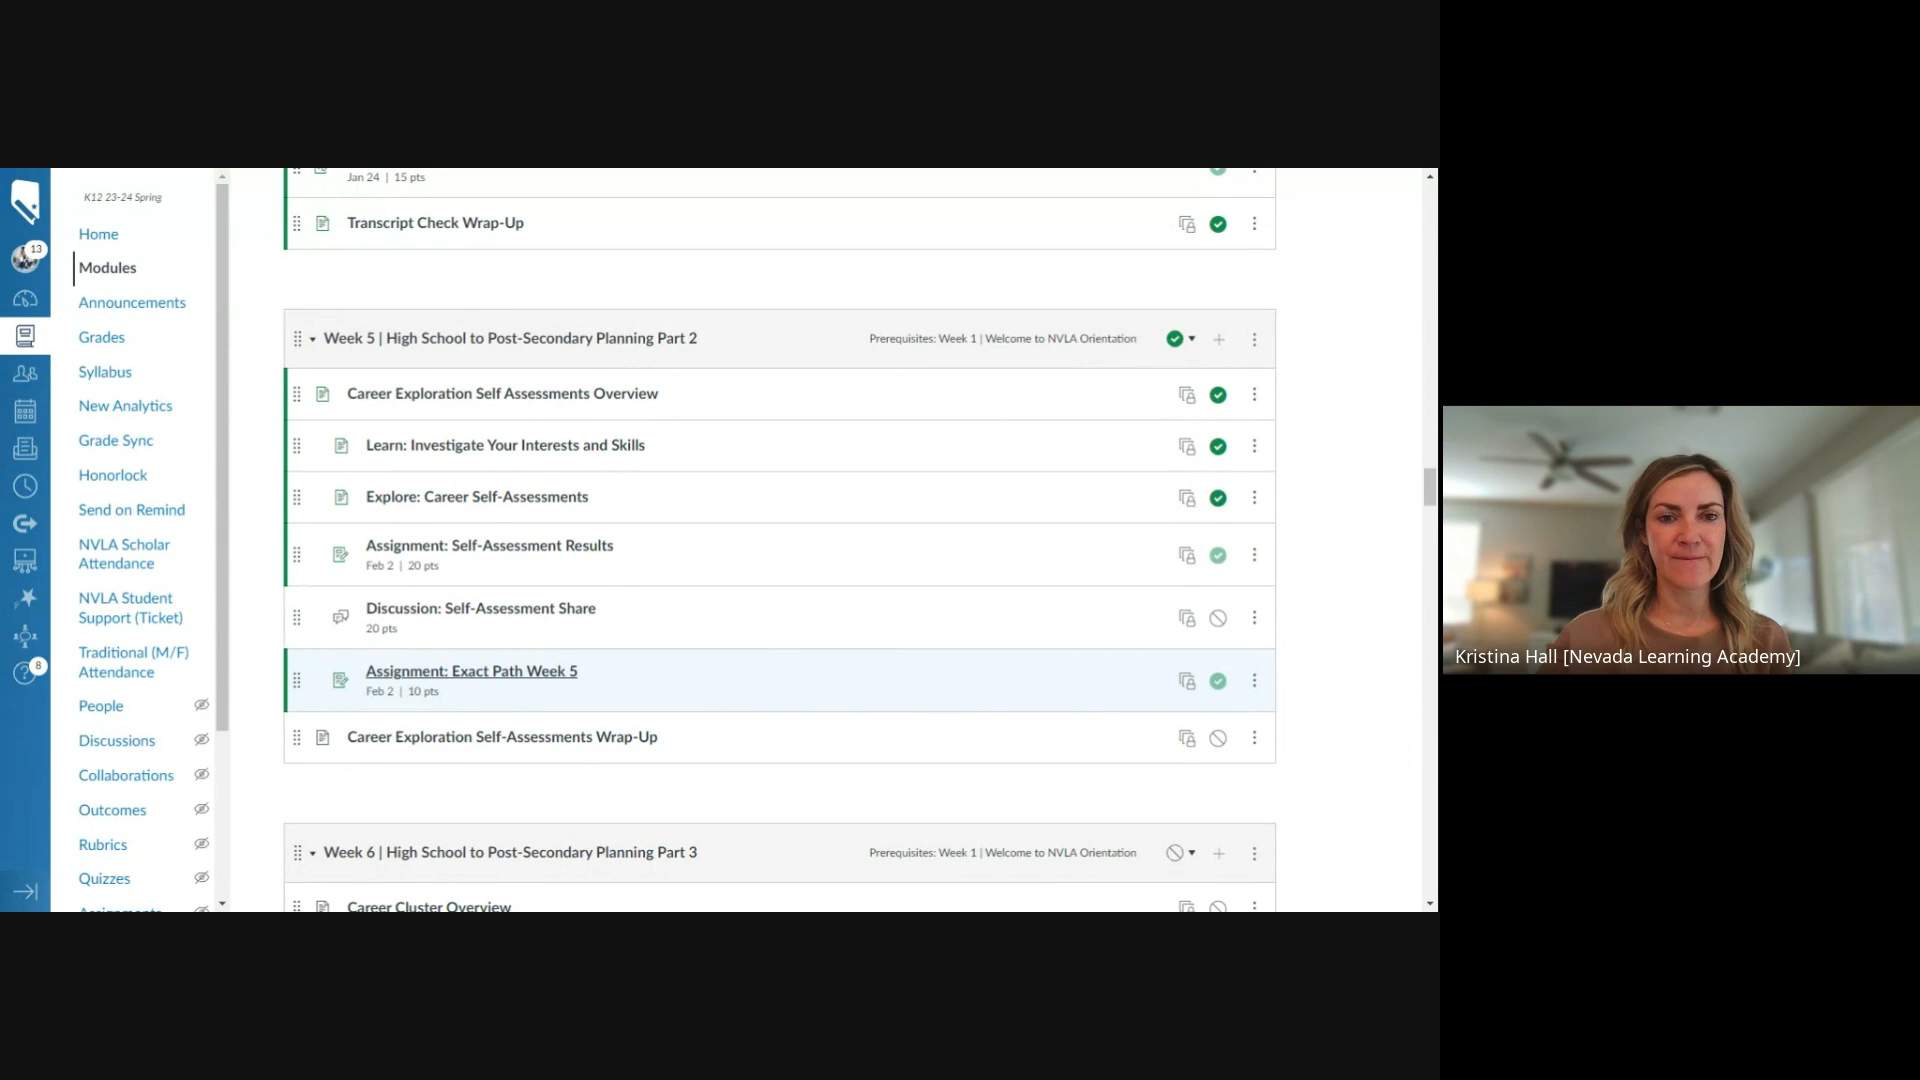 K12 23-24 Spring
13
Home
Modules
Announcements
Grades
Syllabus
New Analytics
Grade Sync
Honorlock
Send on Remind
NVLA Scholar
Attendance
NVLA Student
Support (Ticket)
Traditional (M/F)
Attendance
8
People
Discussions
Collaborations
Outcomes
Rubrics
Quizzes
Assignments
Jan 24 | 15 pts
Transcript Check Wrap-Up
Week 5 | High School to Post-Secondary Planning Part 2
Prerequisites: Week 1 | Welcome to NVLA Orientation
Career Exploration Self Assessments Overview
Learn: Investigate Your Interests and Skills
Explore: Career Self-Assessments
Assignment: Self-Assessment Results
Feb 2 | 20 pts
Discussion: Self-Assessment Share
20 pts
Assignment: Exact Path Week 5
Feb 2 | 10 pts
Career Exploration Self-Assessments Wrap-Up
Week 6 | High School to Post-Secondary Planning Part 3
Prerequisites: Week 1 | Welcome to NVLA Orientation
Career Cluster Overview
Kristina Hall [Nevada Learning Academy]